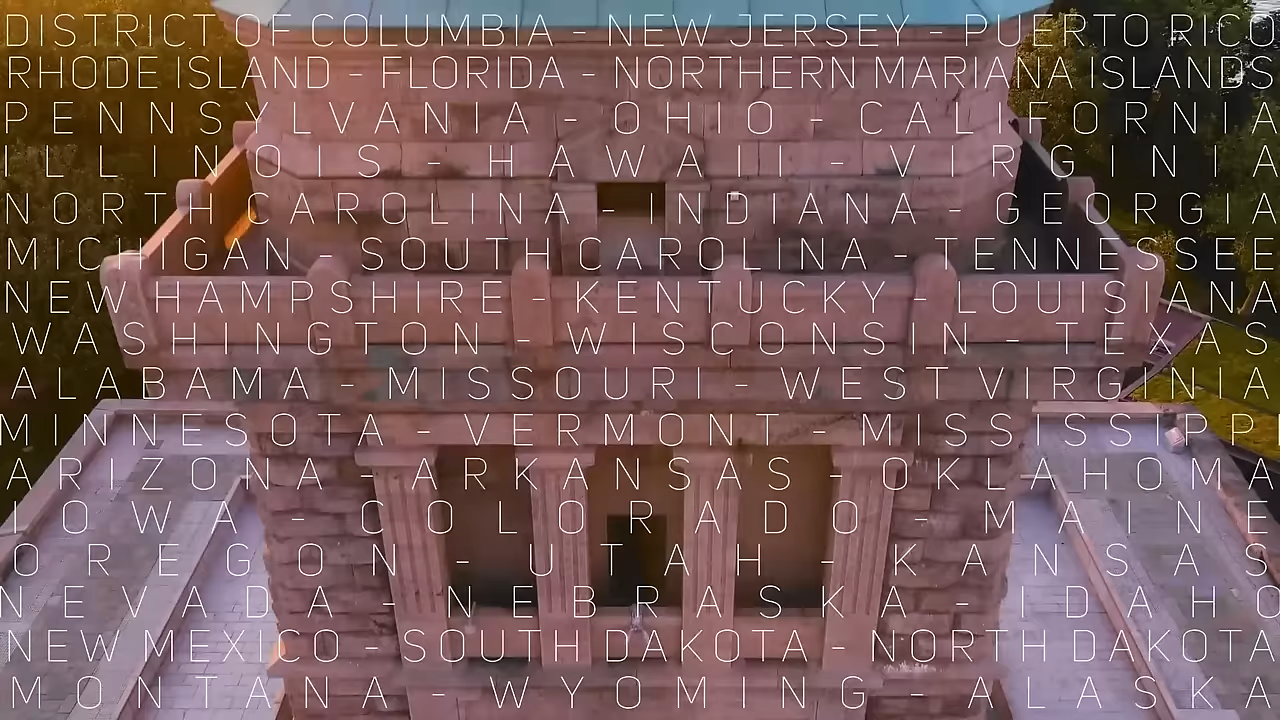 DISTRICT OF COLUMBIA - NEW JERSEY - PUERTO RICO
RHODE ISLAND - FLORIDA - NORTHERN MARIANA ISLANDS
PENNSYLVANIA - OHIO - CALIFORNIA
ILLINOIS - HAWAII - VIRGINIA
NORTH CAROLINA - INDIANA - GEORGIA
MICHIGAN - SOUTH CAROLINA - TENNESSEE
NEW HAMPSHIRE - KENTUCKY - LOUISIANA
WASHINGTON - WISCONSIN - TEXAS
ALABAMA - MISSOURI - WEST VIRGINIA
MINNESOTA - VERMONT - MISSISSIPP
ARIZONA - ARKANSAS - OKLAHOMA
IOWA - COLORADO - MAINE
OREGON - UTAH - KANSAS
NEVADA - NEBRASKA - IDAHO
NEW MEXICO - SOUTH DAKOTA - NORTH DAKOTA
MONTANA - WYOMING - ALASKA